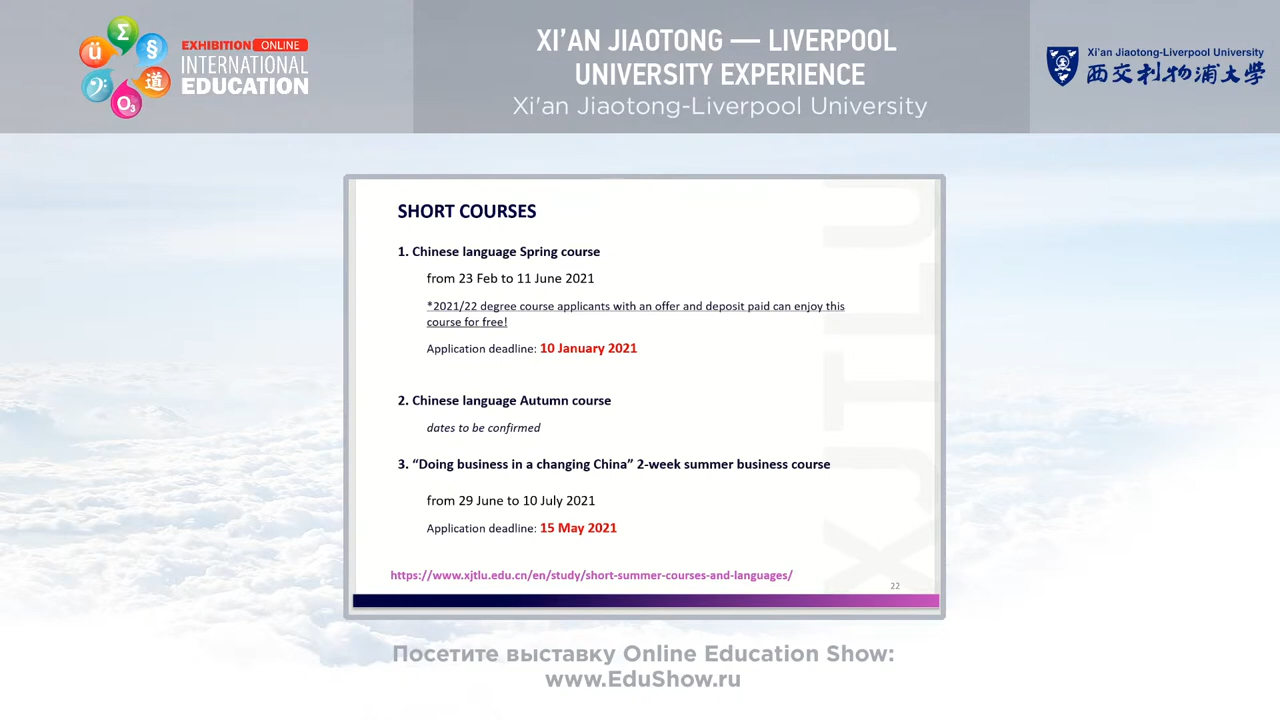 ü
Σ
§
道
O₃
EXHIBITION ONLINE
INTERNATIONAL
EDUCATION
XI'AN JIAOTONG — LIVERPOOL
UNIVERSITY EXPERIENCE
Xi'an Jiaotong-Liverpool University
Xi'an Jiaotong-Liverpool University
西交利物浦大學
SHORT COURSES
1. Chinese language Spring course
from 23 Feb to 11 June 2021
*2021/22 degree course applicants with an offer and deposit paid can enjoy this
course for free!
Application deadline: 10 January 2021
2. Chinese language Autumn course
dates to be confirmed
3. “Doing business in a changing China” 2-week summer business course
from 29 June to 10 July 2021
Application deadline: 15 May 2021
https://www.xjtlu.edu.cn/en/study/short-summer-courses-and-languages/
22
XJTLU
Посетите выставку Online Education Show:
www.EduShow.ru